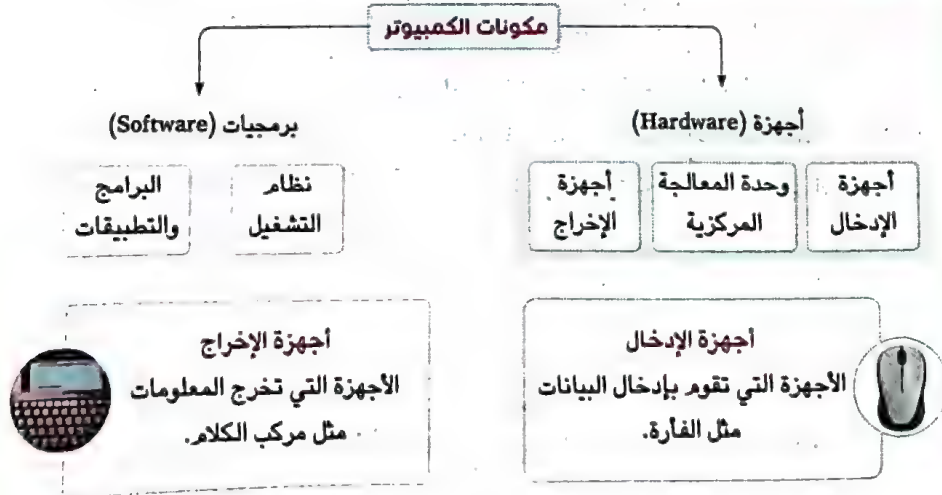 مكونات الكمبيوتر
أجهزة (Hardware)
برمجيات (Software)
أجهزة
الإدخال
وحدة المعالجة
المركزية
أجهزة
الإخراج
نظام
التشغيل
البرامج
والتطبيقات
أجهزة الإدخال
الأجهزة التي تقوم بإدخال البيانات
مثل الفأرة.
أجهزة الإخراج
الأجهزة التي تخرج المعلومات
مثل مركب الكلام.